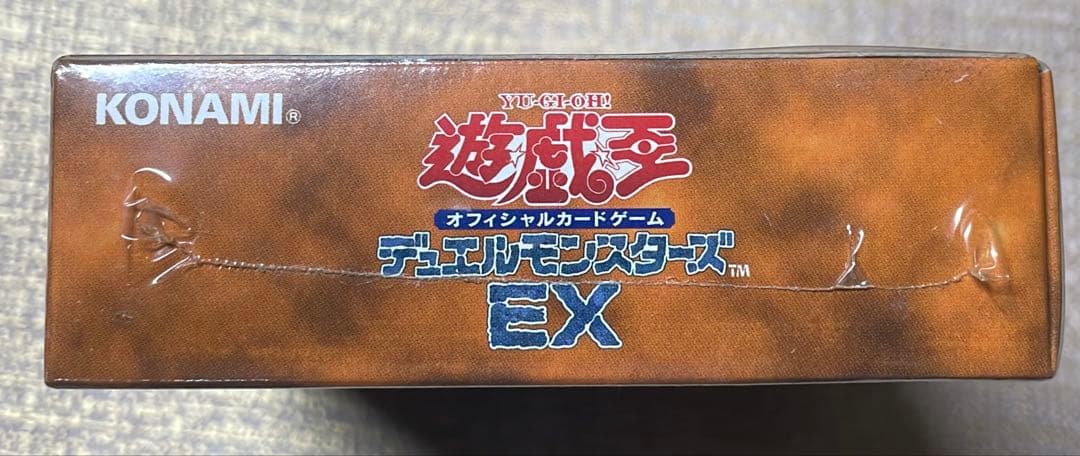 KONAMI®
YU-GI-OH!
遊☆戯☆王
オフィシャルカードゲーム
デュエルモンスターズ™
EX